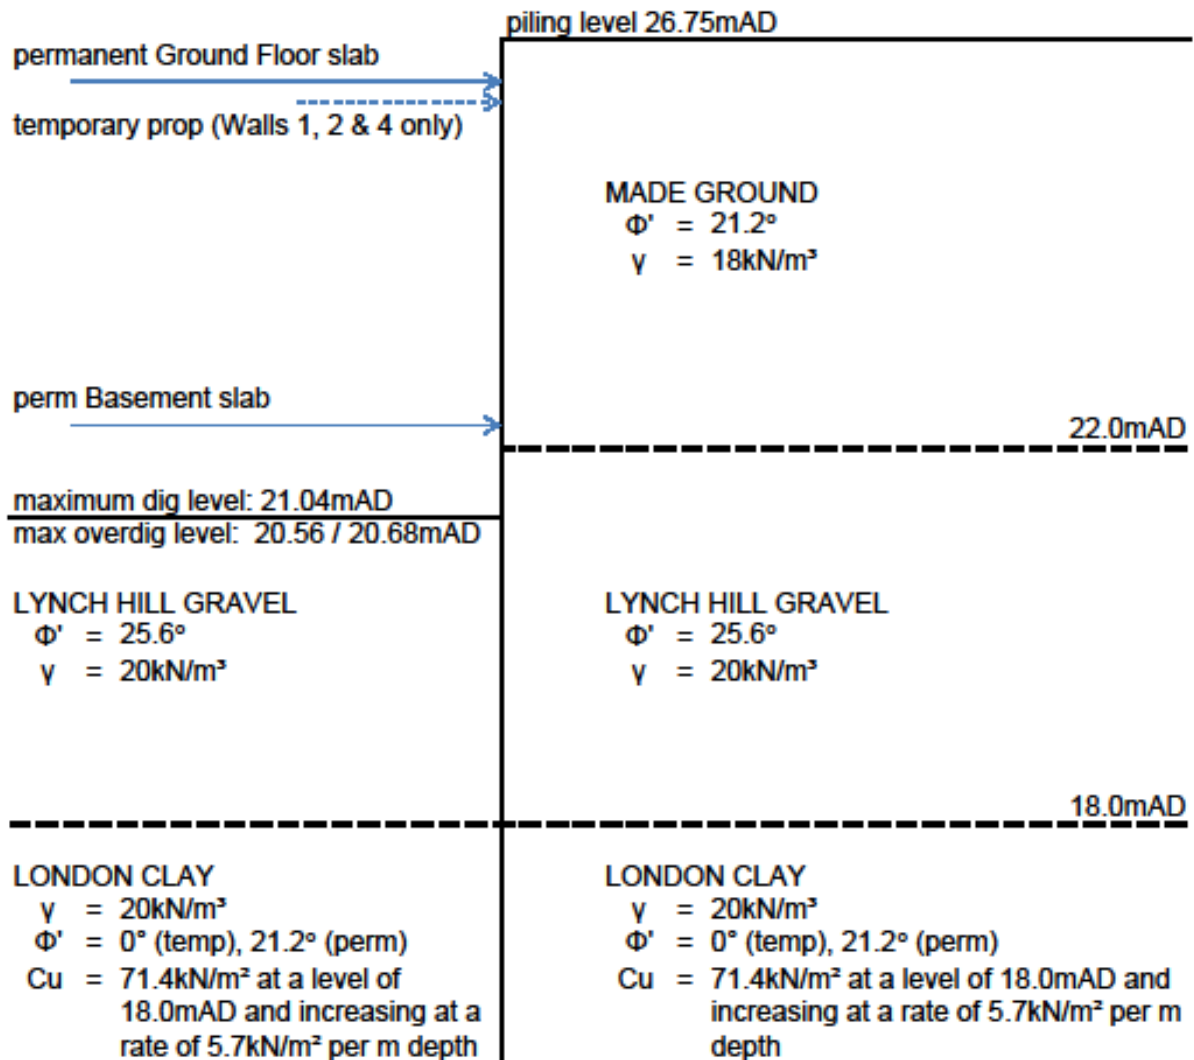 piling level 26.75mAD
permanent Ground Floor slab
temporary prop (Walls 1, 2 & 4 only)
MADE GROUND
Φ' = 21.2°
γ = 18kN/m³
perm Basement slab
22.0mAD
maximum dig level: 21.04mAD
max overdig level: 20.56 / 20.68mAD
LYNCH HILL GRAVEL
Φ' = 25.6°
γ = 20kN/m³
LYNCH HILL GRAVEL
Φ' = 25.6°
γ = 20kN/m³
18.0mAD
LONDON CLAY
γ = 20kN/m³
Φ' = 0° (temp), 21.2° (perm)
Cu = 71.4kN/m² at a level of
18.0mAD and increasing at a
rate of 5.7kN/m² per m depth
LONDON CLAY
γ = 20kN/m³
Φ' = 0° (temp), 21.2° (perm)
Cu = 71.4kN/m² at a level of 18.0mAD and
increasing at a rate of 5.7kN/m² per m
depth